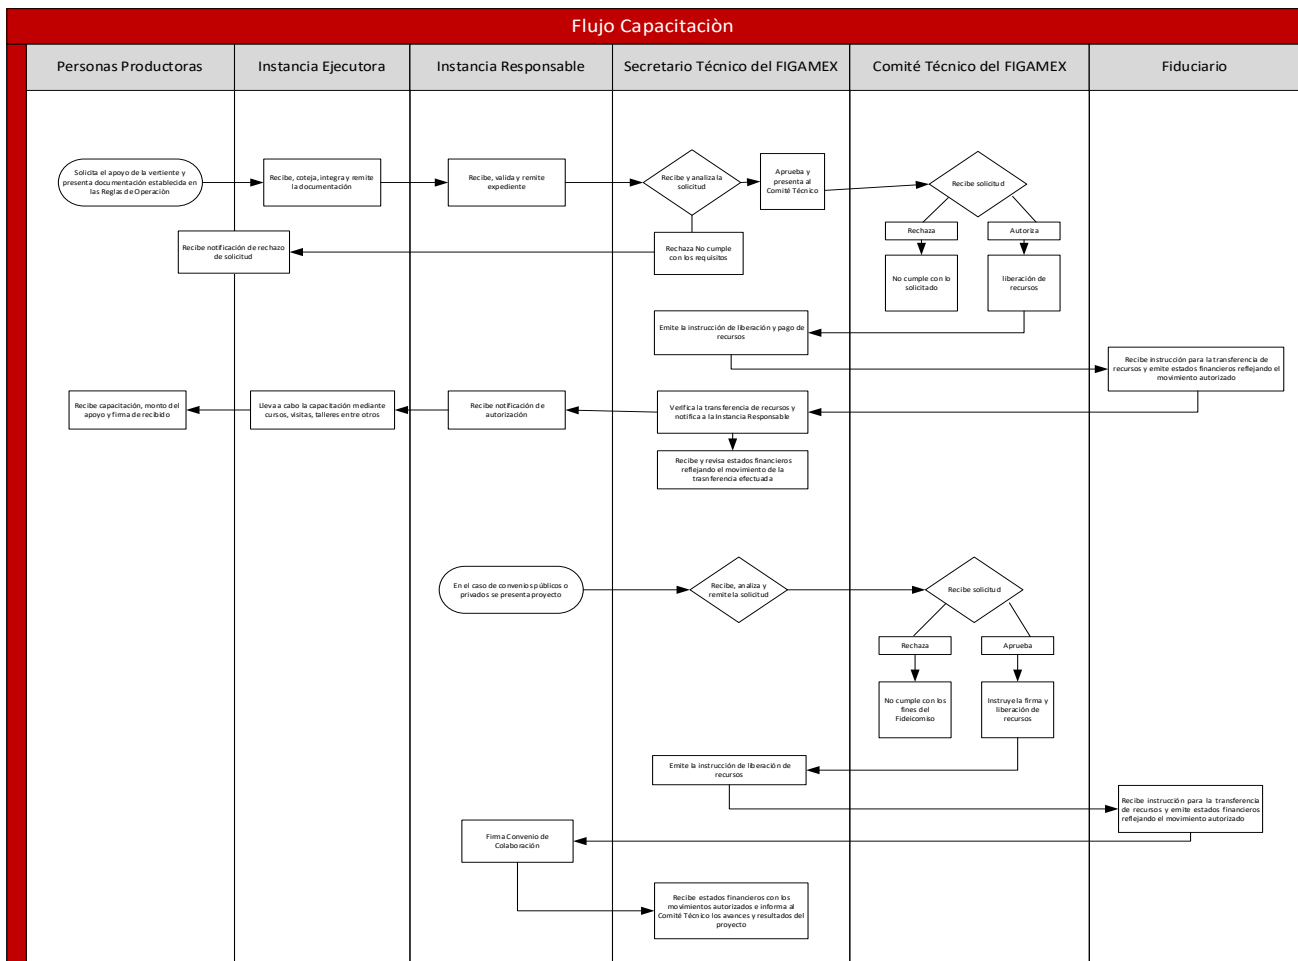 Flujo Capacitaciòn
Personas Productoras
Instancia Ejecutora
Instancia Responsable
Secretario Técnico del FIGAMEX
Comité Técnico del FIGAMEX
Fiduciario
Solicita el apoyo de la vertiente y
presenta documentación establecida en
las Reglas de Operación
Recibe, coteja, integra y remite
la documentación
Recibe, valida y remite
expediente
Recibe y analiza la
solicitud
Aprueba y
presenta al
Comité Técnico
Recibe solicitud
Rechaza
Autoriza
Recibe notificación de rechazo
de solicitud
Rechaza No cumple
con los requisitos
No cumple con lo
solicitado
liberación de
recursos
Emite la instrucción de liberación y pago de
recursos
Recibe instrucción para la transferencia de
recursos y emite estados financieros reflejando el
movimiento autorizado
Recibe capacitación, monto del
apoyo y firma de recibido
Lleva a cabo la capacitación mediante
cursos, visitas, talleres entre otros
Recibe notificación de
autorización
Verifica la transferencia de recursos y
notifica a la Instancia Responsable
Recibe y revisa estados financieros
reflejando el movimiento de la
trasnferencia efectuada
En el caso de convenios públicos o
privados se presenta proyecto
Recibe, analiza y
remite la solicitud
Recibe solicitud
Rechaza
Aprueba
No cumple con los
fines del
Fideicomiso
Instruye la firma y
liberación de
recursos
Emite la instrucción de liberación de
recursos
Recibe instrucción para la transferencia
de recursos y emite estados financieros
reflejando el movimiento autorizado
Firma Convenio de
Colaboración
Recibe estados financieros con los
movimientos autorizados e informa al
Comité Técnico los avances y resultados del
proyecto